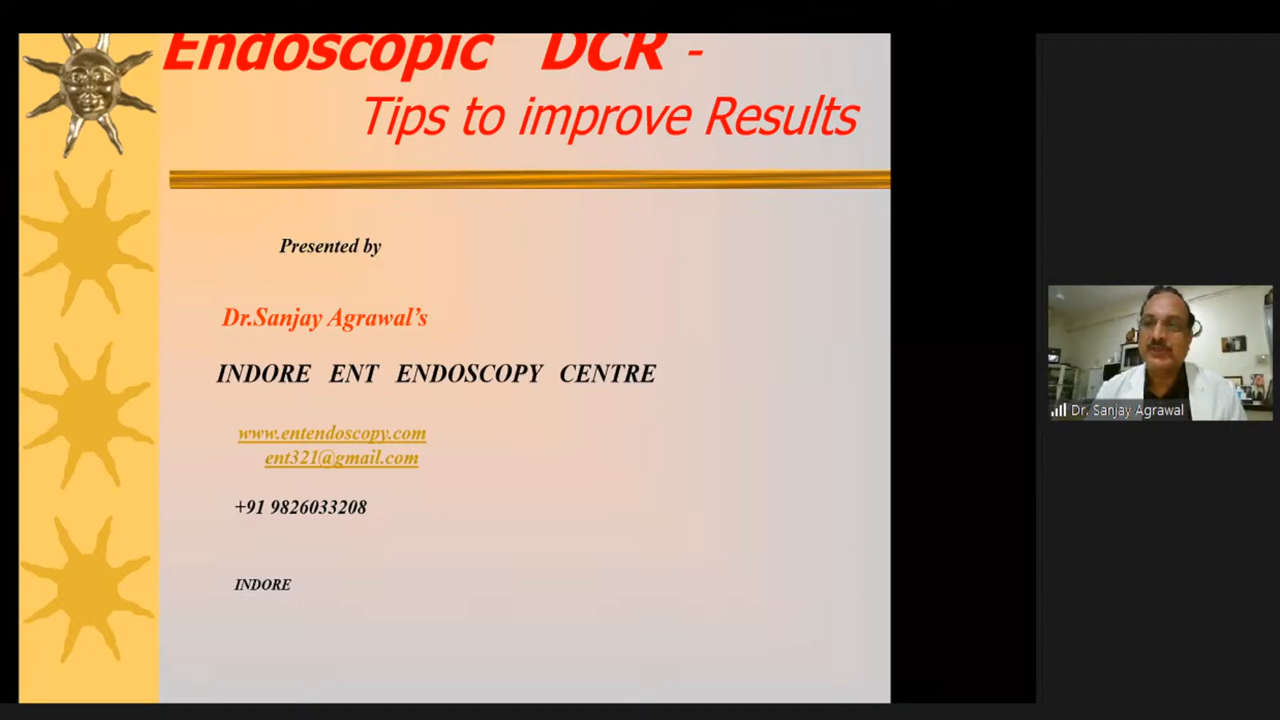 Endoscopic DCR -
Tips to improve Results
Presented by
Dr.Sanjay Agrawal’s
INDORE ENT ENDOSCOPY CENTRE
www.entendoscopy.com
ent321@gmail.com
+91 9826033208
INDORE
Dr. Sanjay Agrawal